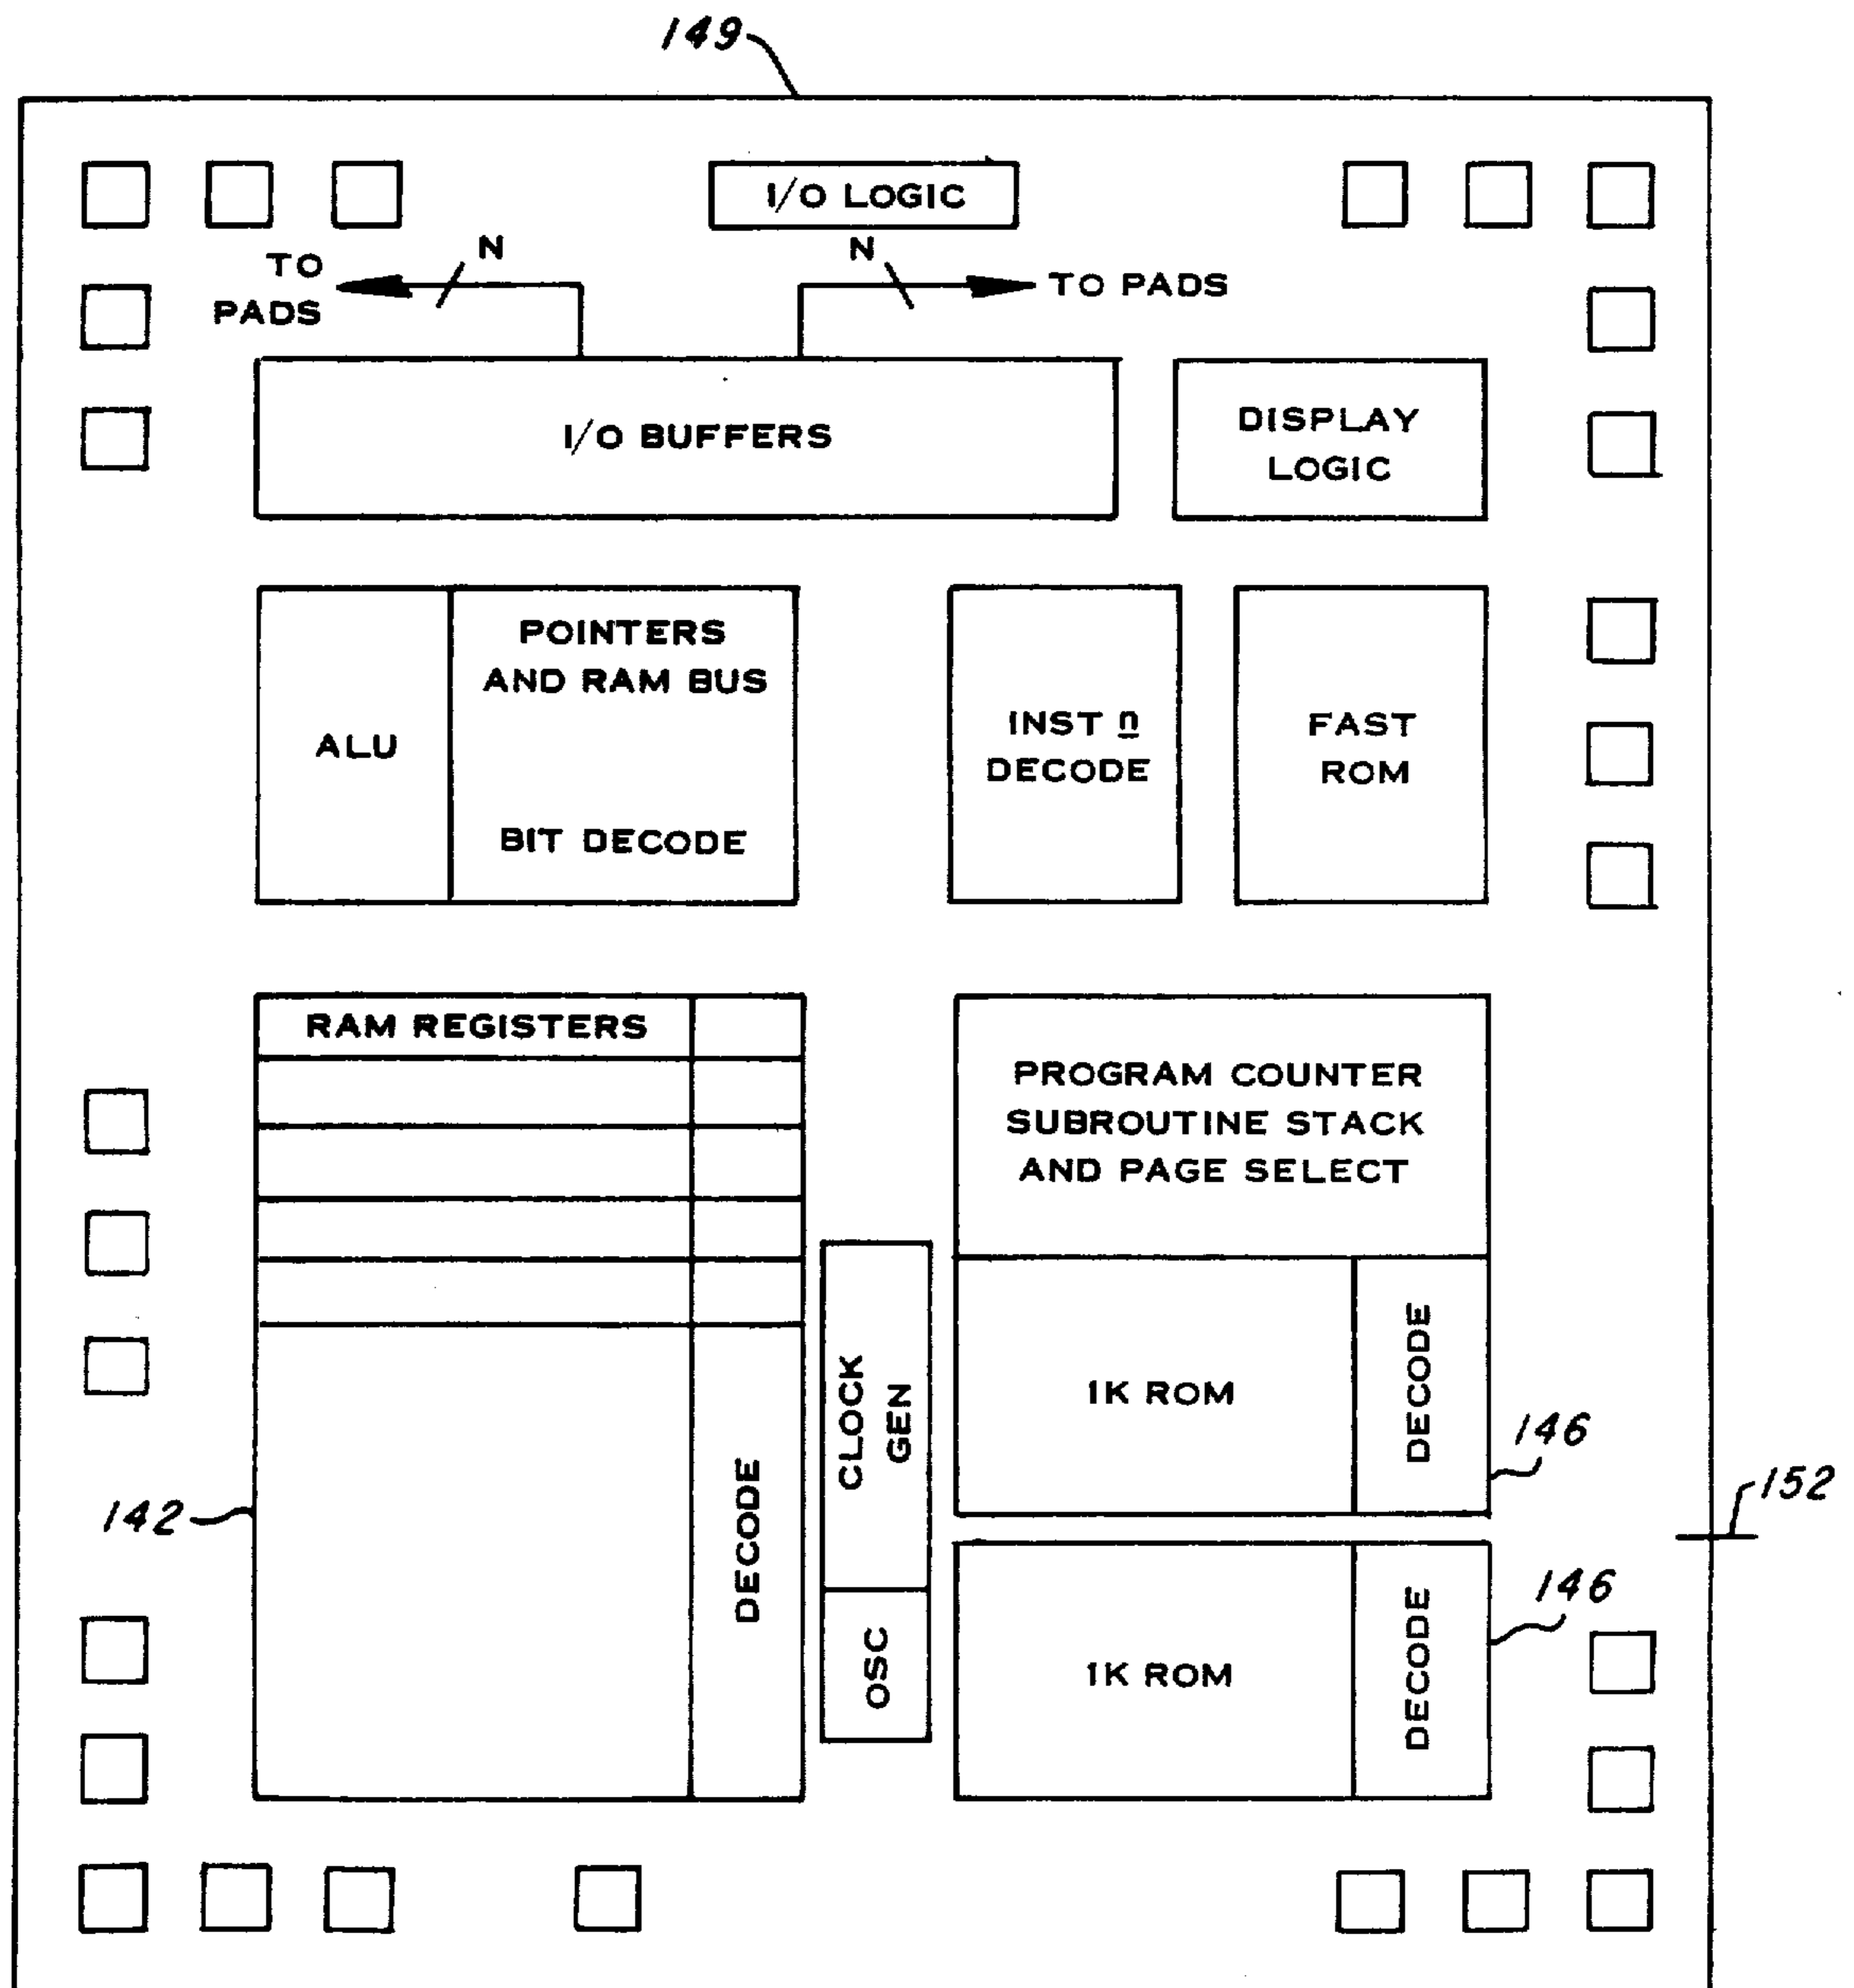 149
I/O LOGIC
N
N
TO
PADS
TO PADS
I/O BUFFERS
DISPLAY
LOGIC
ALU
POINTERS
AND RAM BUS
BIT DECODE
INST n
DECODE
FAST
ROM
RAM REGISTERS
DECODE
142
CLOCK
GEN
OSC
PROGRAM COUNTER
SUBROUTINE STACK
AND PAGE SELECT
1K ROM
DECODE
146
152
1K ROM
DECODE
146